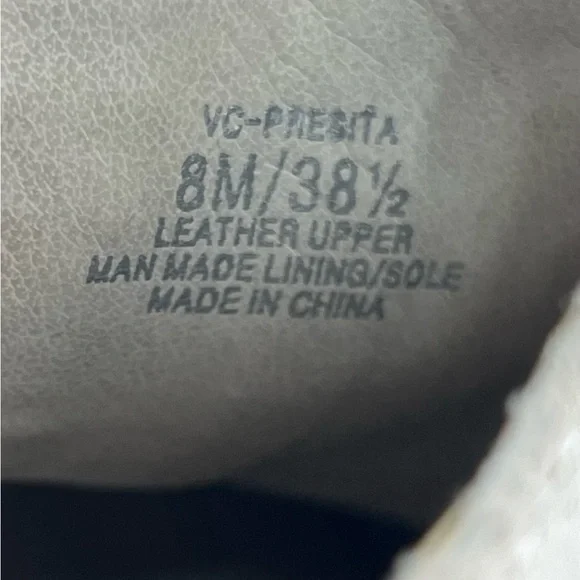 VC-PRESITA
8M/38½
LEATHER UPPER
MAN MADE LINING/SOLE
MADE IN CHINA